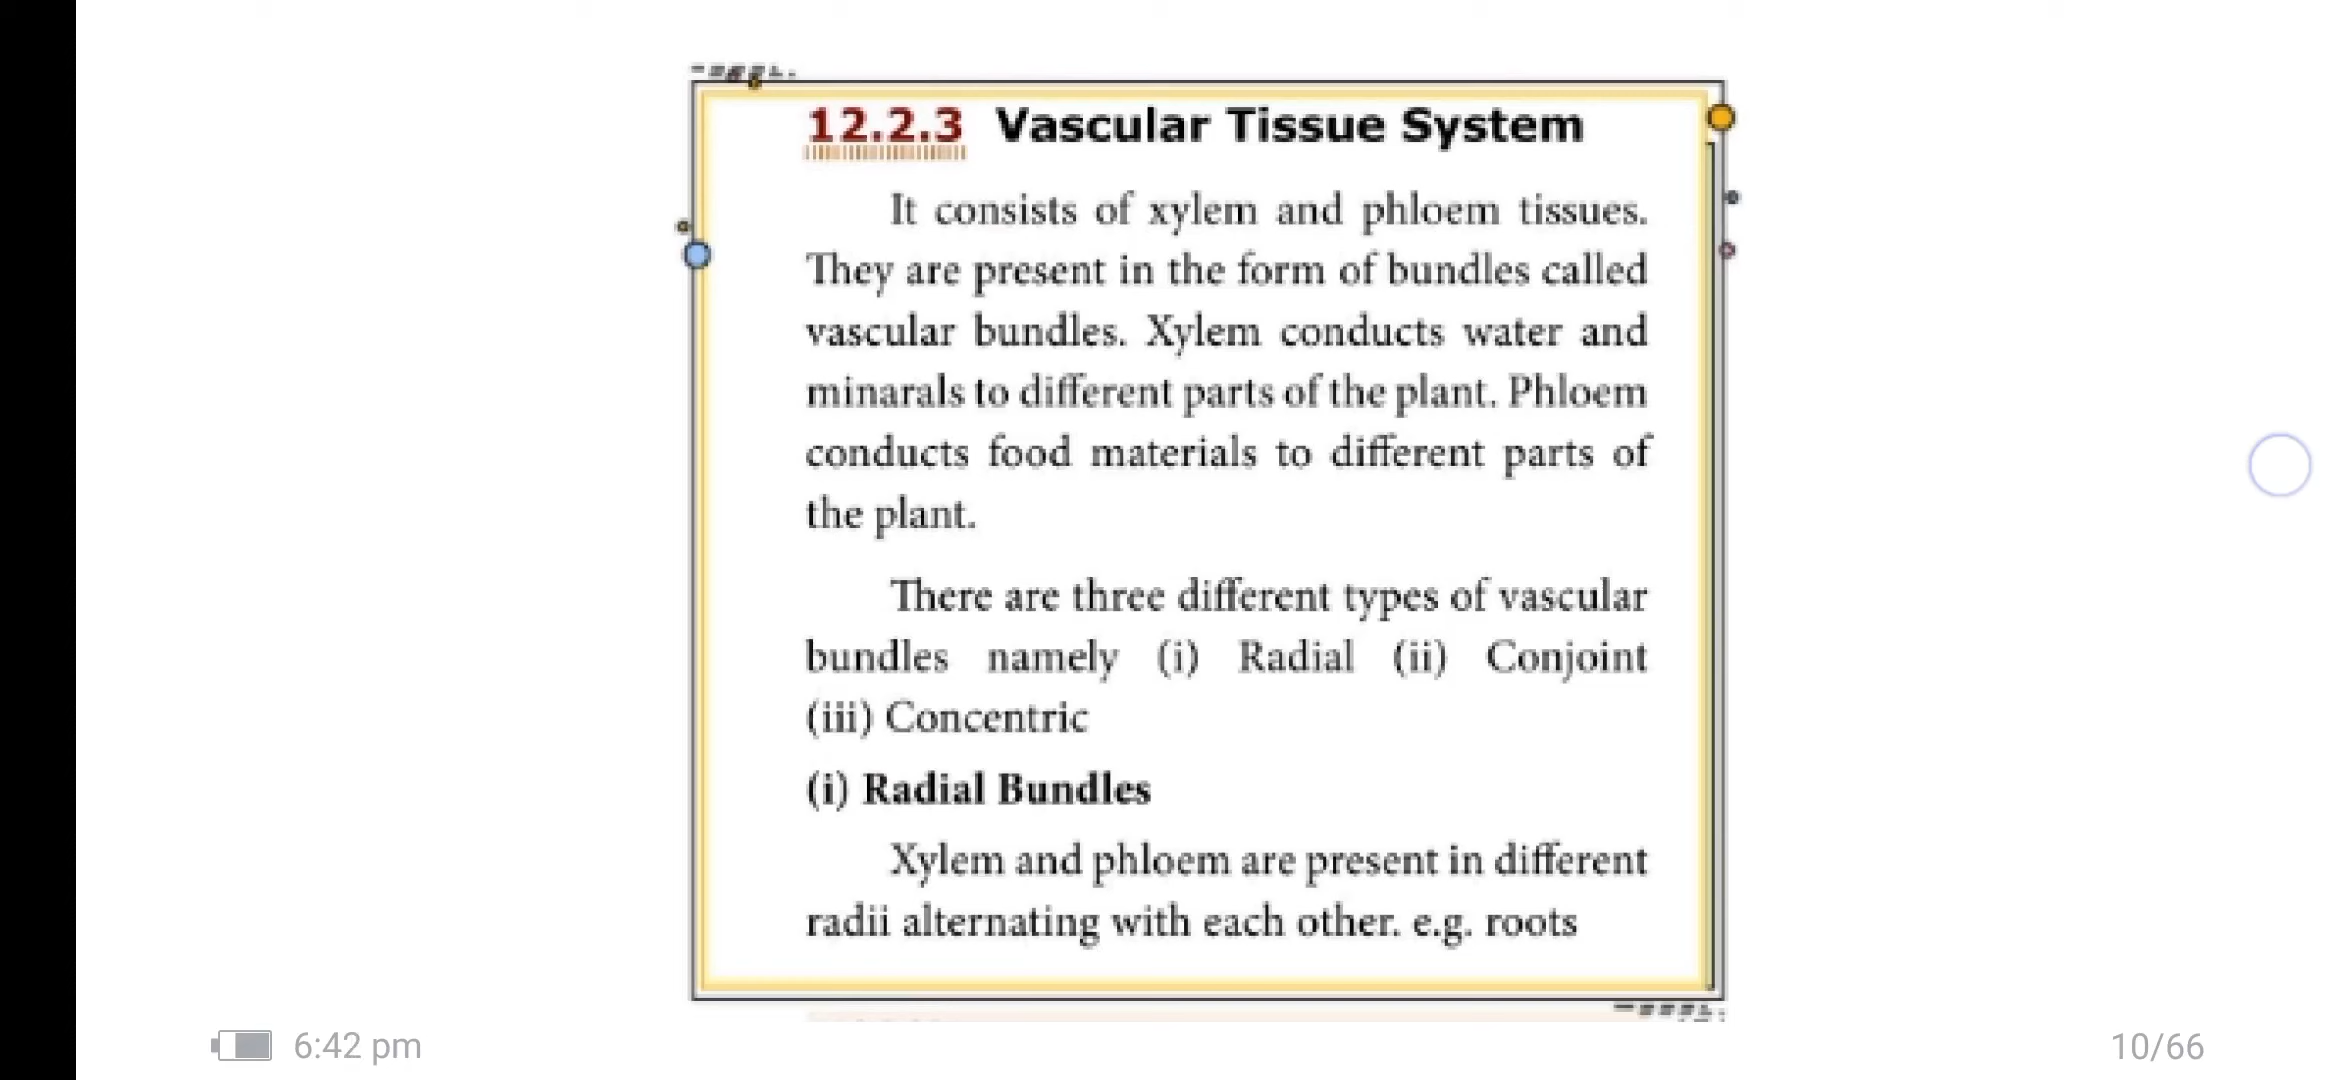 12.2.3 Vascular Tissue System
It consists of xylem and phloem tissues.
They are present in the form of bundles called
vascular bundles. Xylem conducts water and
minarals to different parts of the plant. Phloem
conducts food materials to different parts of
the plant.
There are three different types of vascular
bundles namely (i) Radial (ii) Conjoint
(iii) Concentric
(i) Radial Bundles
Xylem and phloem are present in different
radii alternating with each other. e.g. roots
6:42 pm
10/66